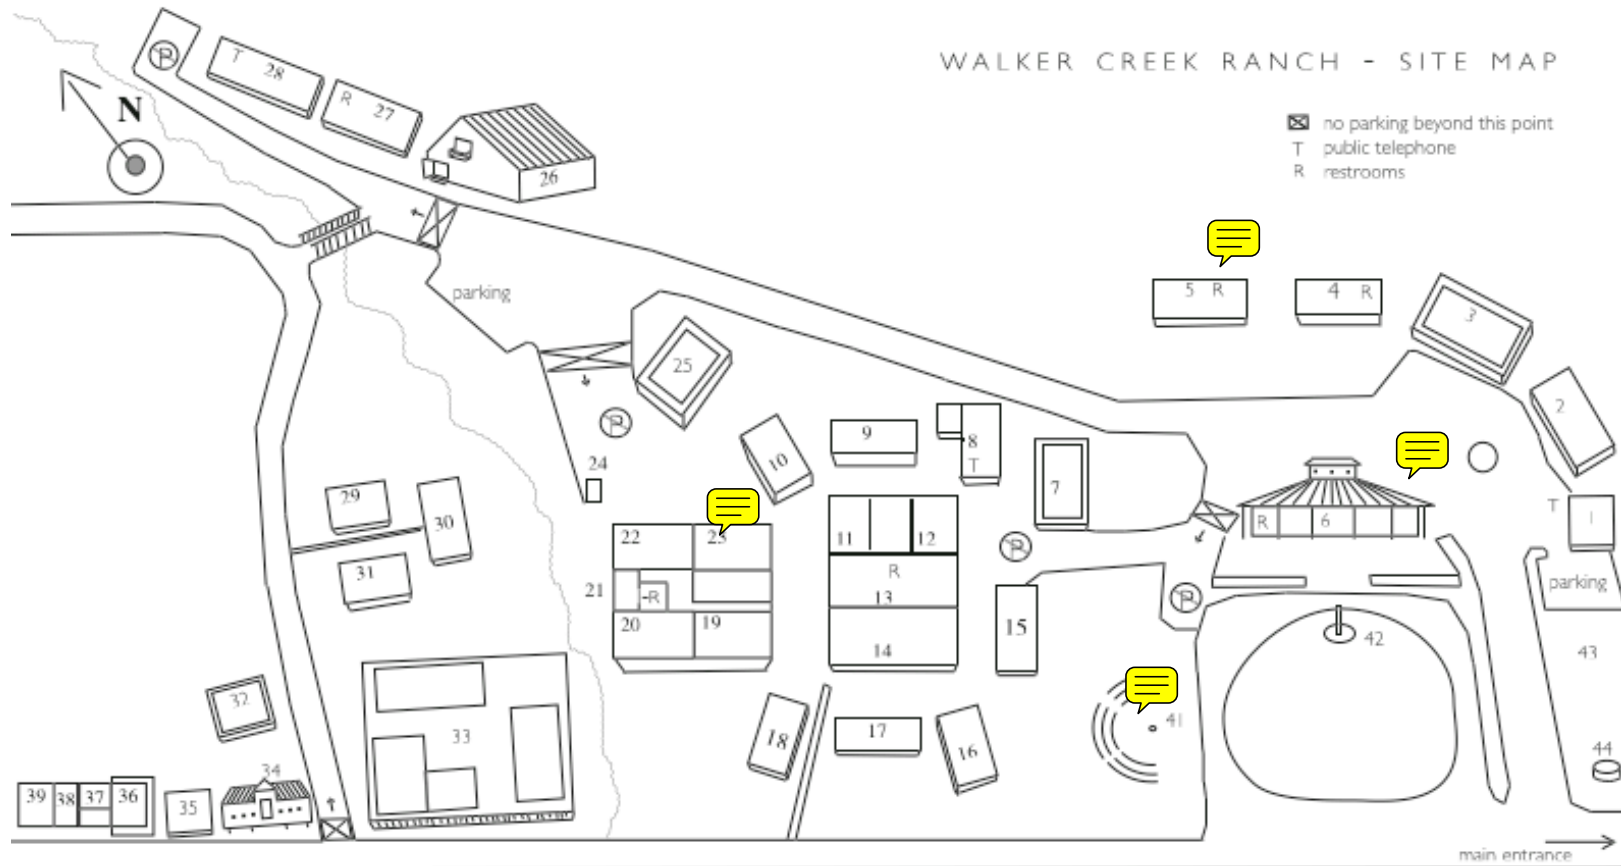 WALKER CREEK RANCH - SITE MAP
no parking beyond this point
T public telephone
R restrooms
N
P
T 28
R 27
26
parking
5 R
4 R
3
2
25
P
24
10
9
8
T
7
R 6
T 1
parking
29
30
31
22
23
21
R
20
19
11
12
R
13
14
P
15
P
42
43
41
44
32
33
34
18
17
16
39 38 37 36
35
main entrance